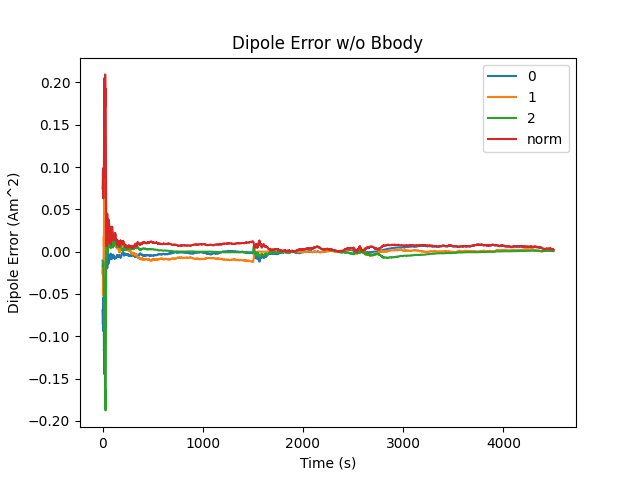 Dipole Error w/o Bbody
0
1
2
norm
0.20
0.15
0.10
0.05
0.00
−0.05
−0.10
−0.15
−0.20
Dipole Error (Am^2)
0 1000 2000 3000 4000
Time (s)